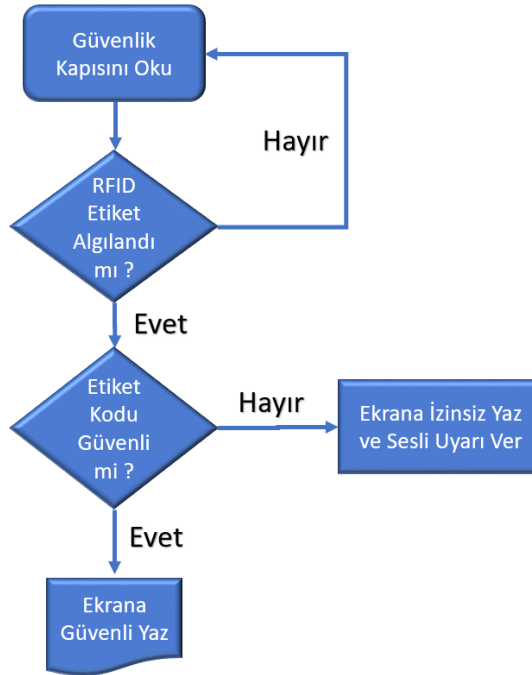 Güvenlik
Kapısını Oku
Hayır
RFID
Etiket
Algılandı
mı ?
Evet
Etiket
Kodu
Güvenli
mi ?
Hayır
Ekrana İzinsiz Yaz
ve Sesli Uyarı Ver
Evet
Ekrana
Güvenli Yaz